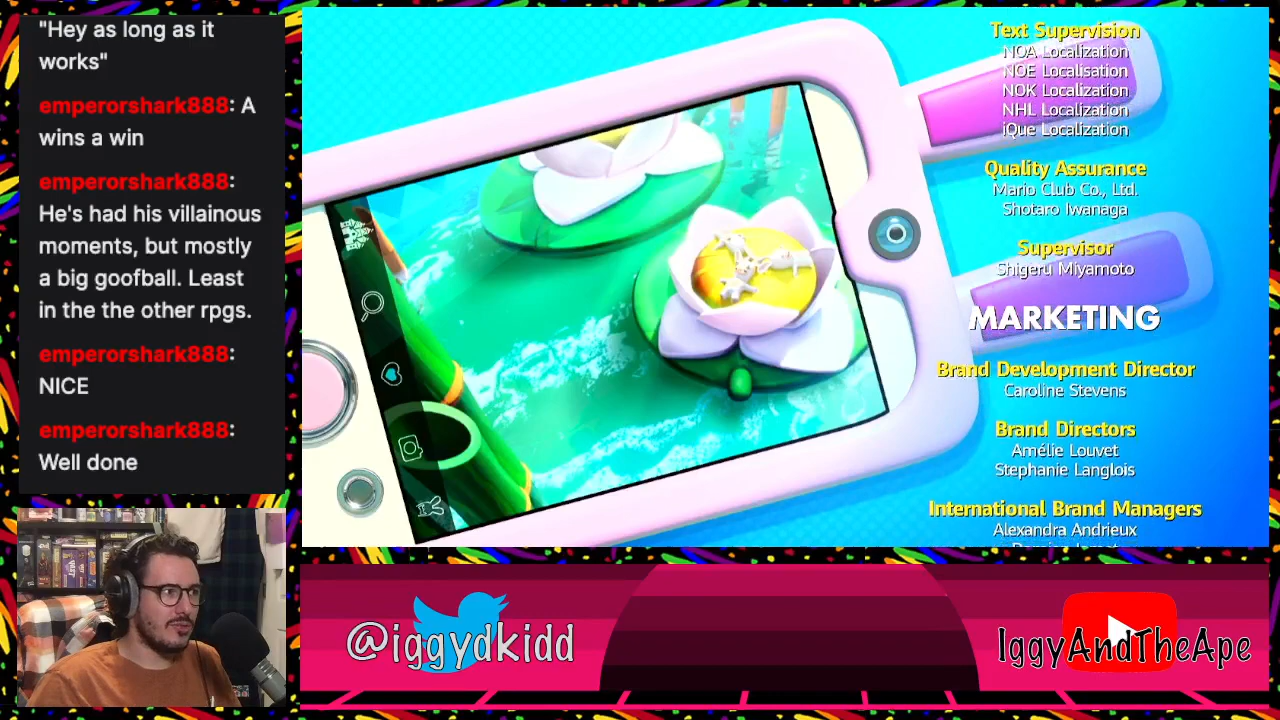 "Hey as long as it
works"
emperorshark888: A
wins a win
emperorshark888:
He's had his villainous
moments, but mostly
a big goofball. Least
in the the other rpgs.
emperorshark888:
NICE
emperorshark888:
Well done
Text Supervision
NOA Localization
NOE Localisation
NOK Localization
NHL Localization
iQue Localization
Quality Assurance
Mario Club Co., Ltd.
Shotaro Iwanaga
Supervisor
Shigeru Miyamoto
MARKETING
Brand Development Director
Caroline Stevens
Brand Directors
Amélie Louvet
Stephanie Langlois
International Brand Managers
Alexandra Andrieux
@iggydkidd
IggyAndTheApe